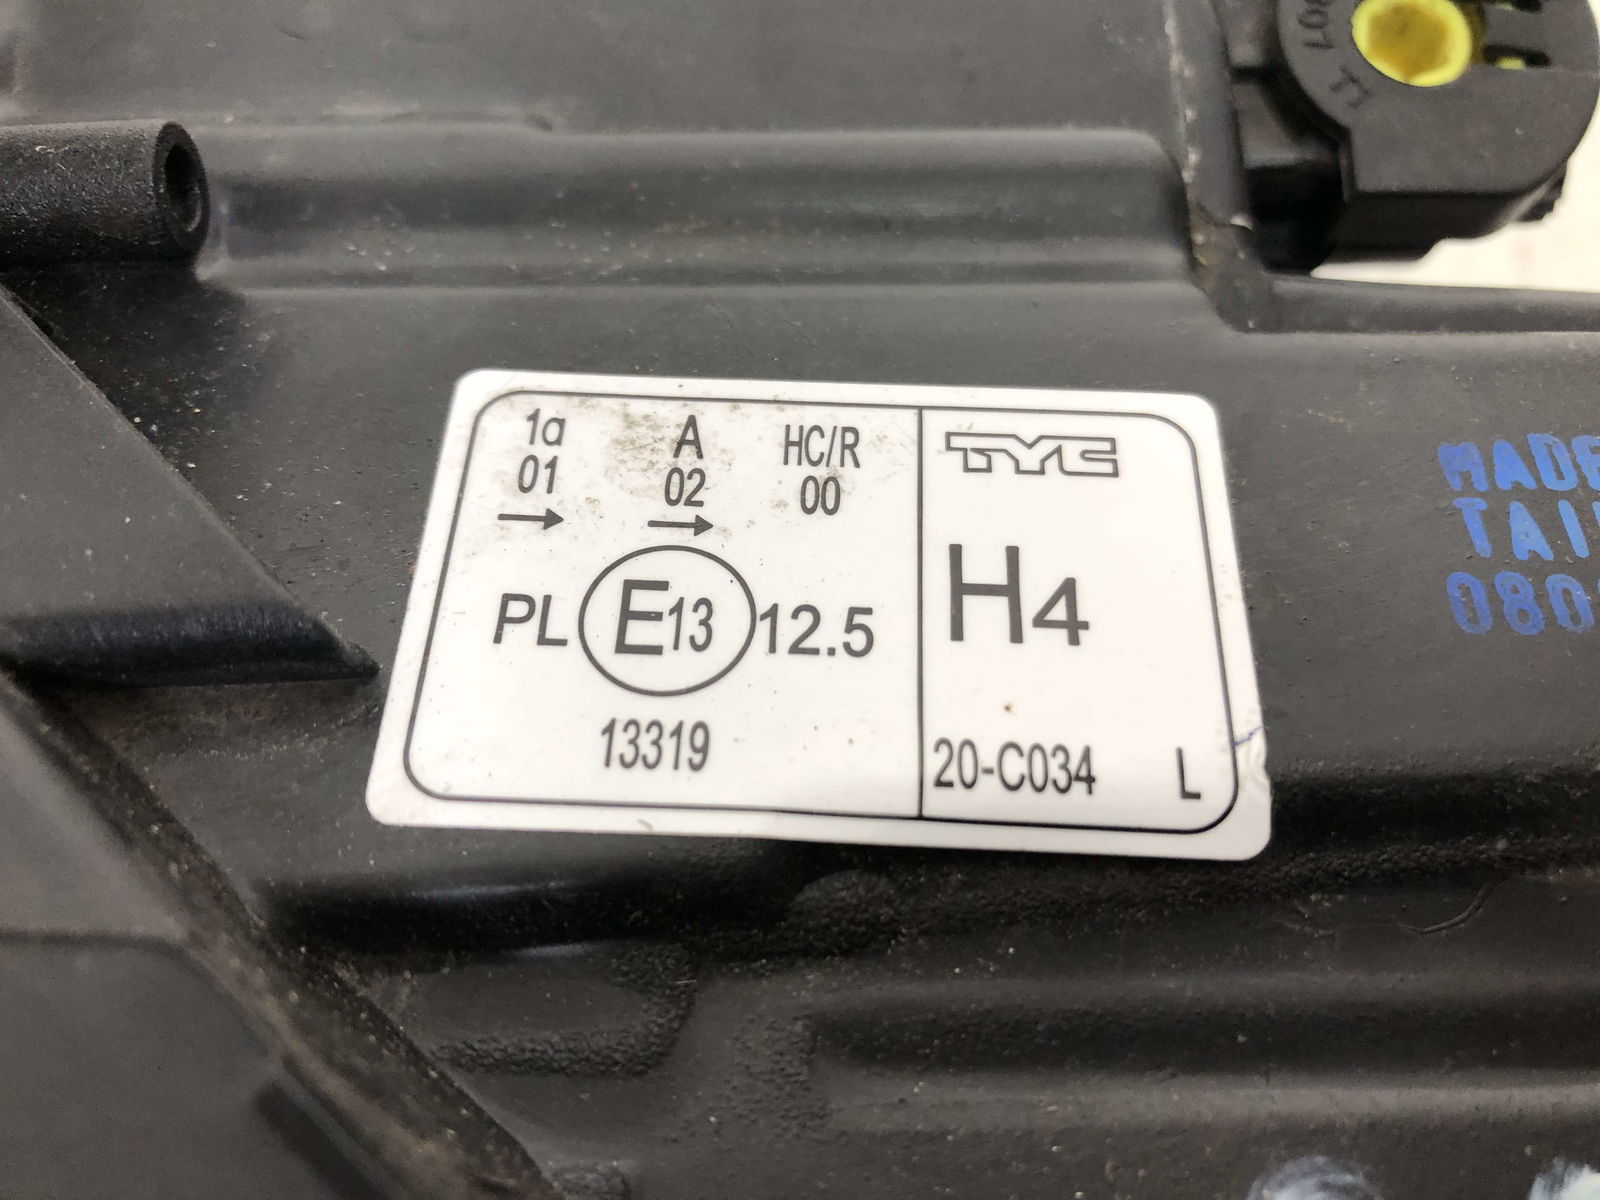 1a A HC/R
01 02 00
→ →
PL E13 12.5
13319
TYC
H4
20-C034 L
MADE
TAI
080